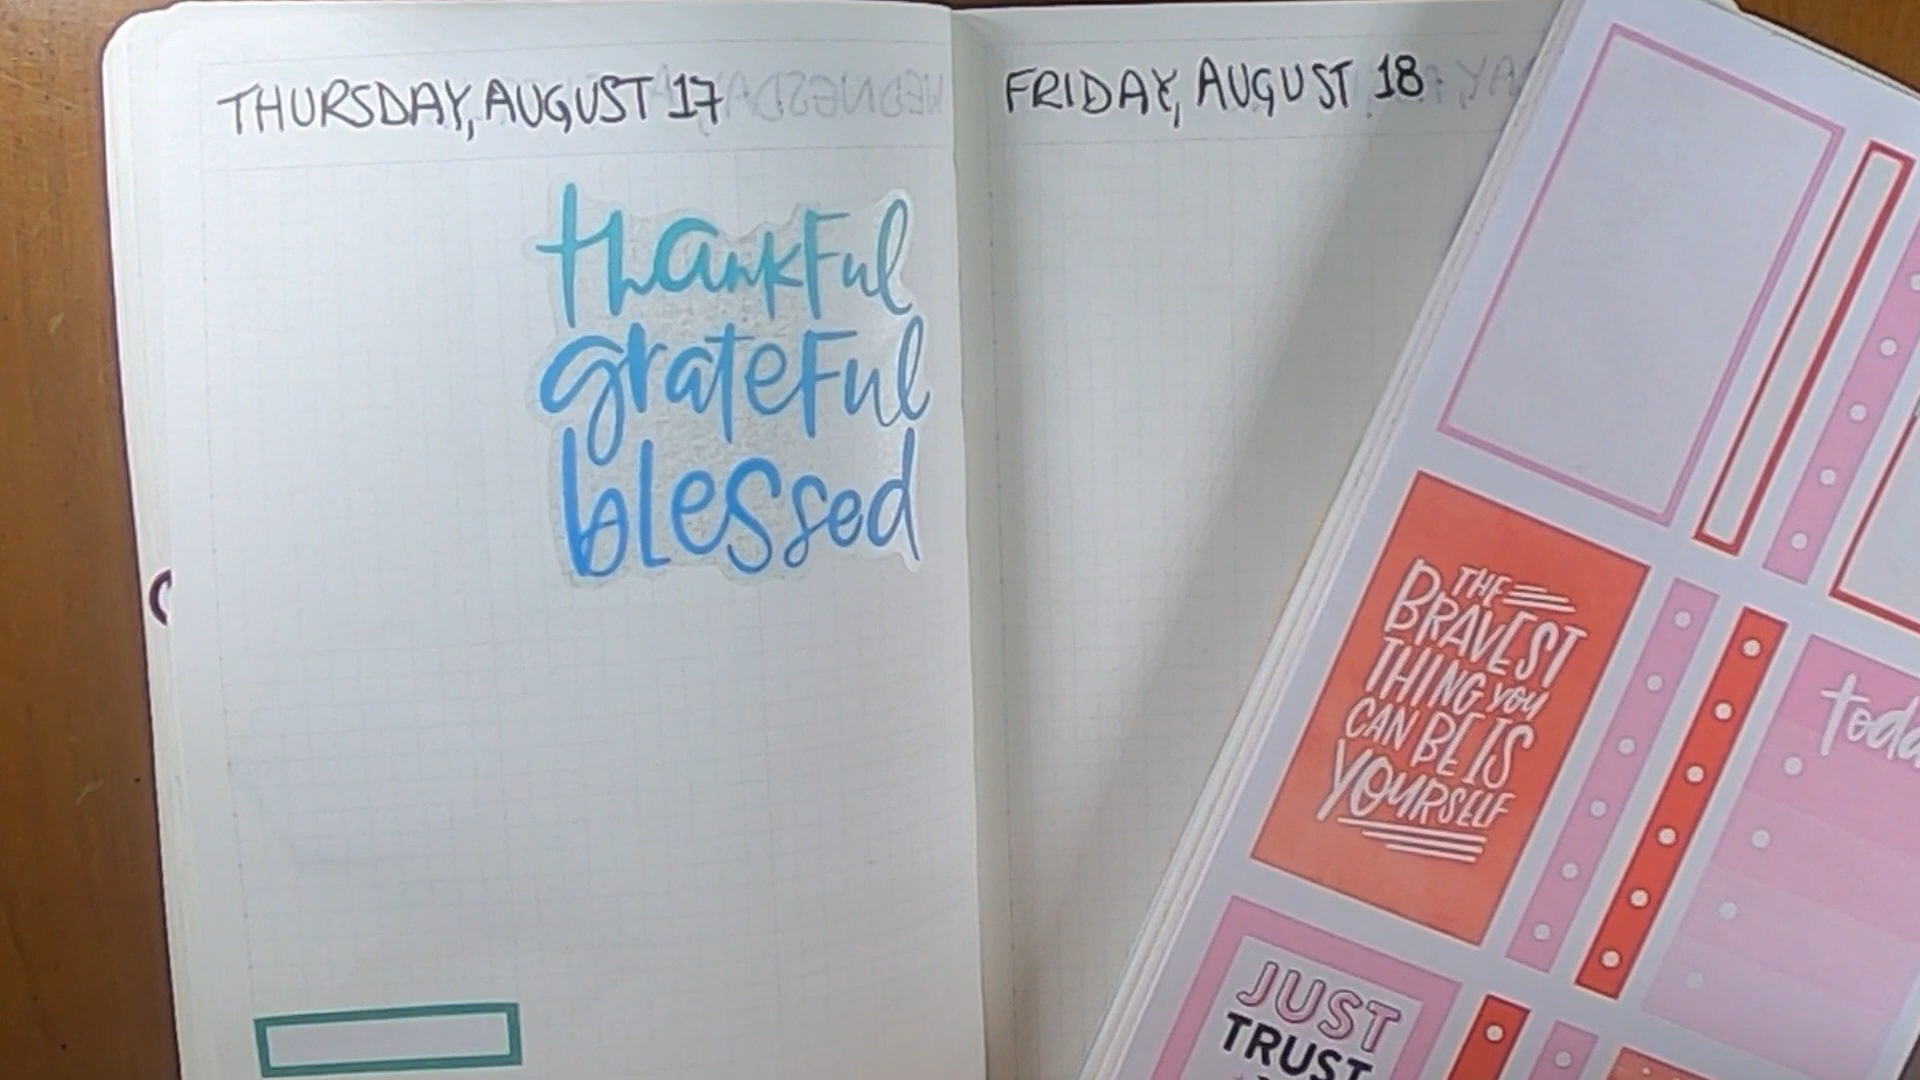 THURSDAY, AUGUST 17
thankful
grateful
blessed
FRIDAY, AUGUST 18
THE
BRAVEST
THING you
CAN BE IS
YOURSELF
JUST
TRUST